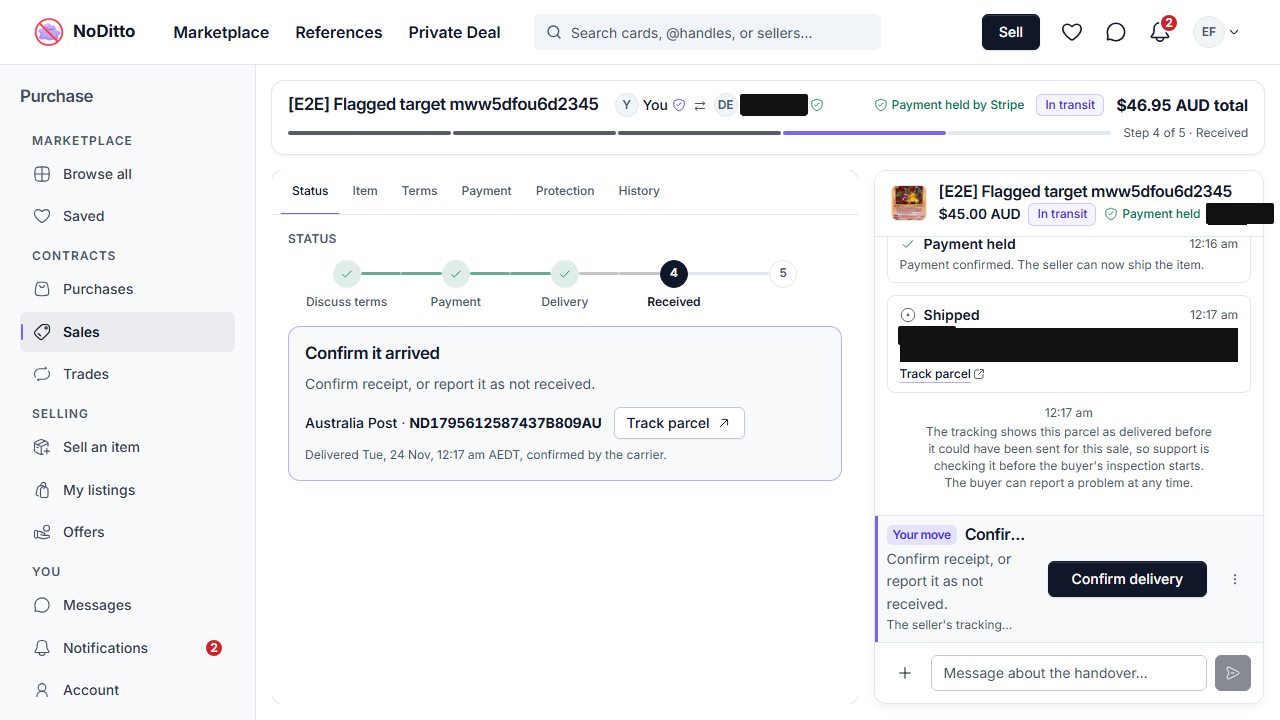 NoDitto
Marketplace
References
Private Deal
Search cards, @handles, or sellers...
Sell
2
EF
Purchase
MARKETPLACE
Browse all
Saved
CONTRACTS
Purchases
Sales
Trades
SELLING
Sell an item
My listings
Offers
YOU
Messages
Notifications
2
Account
[E2E] Flagged target mww5dfou6d2345
Y
You
DE
Payment held by Stripe
In transit
$46.95 AUD total
Step 4 of 5 · Received
Status
Item
Terms
Payment
Protection
History
STATUS
4
5
Discuss terms
Payment
Delivery
Received
Confirm it arrived
Confirm receipt, or report it as not received.
Australia Post · ND1795612587437B809AU
Track parcel
Delivered Tue, 24 Nov, 12:17 am AEDT, confirmed by the carrier.
[E2E] Flagged target mww5dfou6d2345
$45.00 AUD
In transit
Payment held
Payment held
12:16 am
Payment confirmed. The seller can now ship the item.
Shipped
12:17 am
Track parcel
12:17 am
The tracking shows this parcel as delivered before
it could have been sent for this sale, so support is
checking it before the buyer's inspection starts.
The buyer can report a problem at any time.
Your move
Confir...
Confirm receipt, or
report it as not
received.
The seller's tracking...
Confirm delivery
Message about the handover...